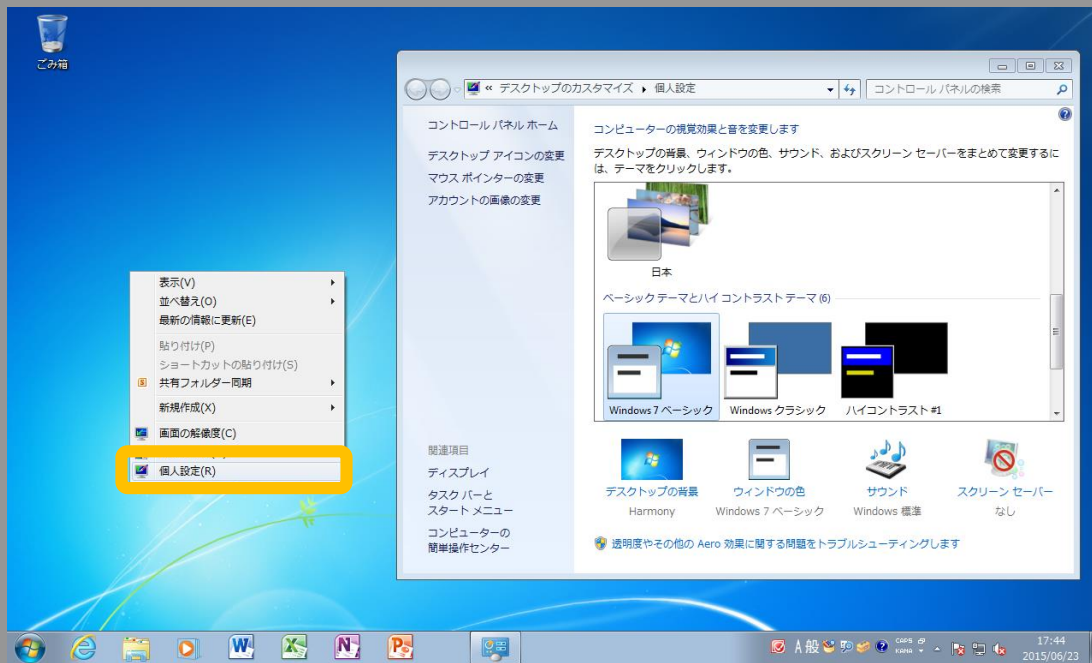 ごみ箱
« デスクトップのカスタマイズ ▸ 個人設定
コントロール パネルの検索
コントロール パネル ホーム
デスクトップ アイコンの変更
マウス ポインターの変更
アカウントの画像の変更
コンピューターの視覚効果と音を変更します
デスクトップの背景、ウィンドウの色、サウンド、およびスクリーン セーバーをまとめて変更するに
は、テーマをクリックします。
日本
ベーシック テーマとハイ コントラスト テーマ (6)
Windows 7 ベーシック
Windows クラシック
ハイコントラスト #1
関連項目
ディスプレイ
タスク バーと
スタート メニュー
コンピューターの
簡単操作センター
デスクトップの背景
Harmony
ウィンドウの色
Windows 7 ベーシック
サウンド
Windows 標準
スクリーン セーバー
なし
透明度やその他の Aero 効果に関する問題をトラブルシューティングします
表示(V)
並べ替え(O)
最新の情報に更新(E)
貼り付け(P)
ショートカットの貼り付け(S)
共有フォルダー同期
新規作成(X)
画面の解像度(C)
個人設定(R)
A 般
CAPS
KANA
17:44
2015/06/23